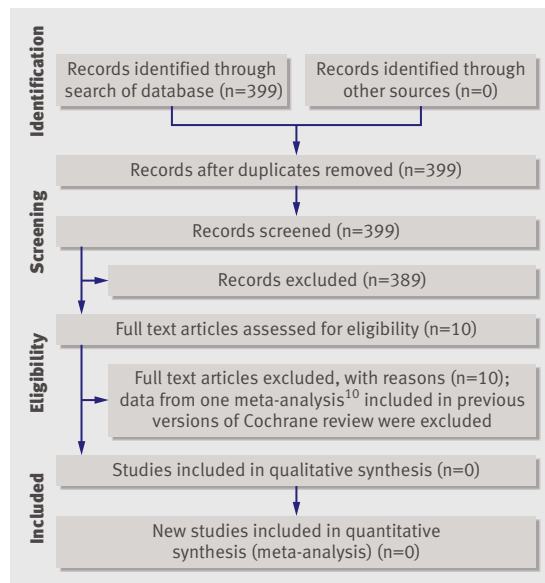 Identification
Records identified through
search of database (n=399)
Records identified through
other sources (n=0)
Records after duplicates removed (n=399)
Screening
Records screened (n=399)
Records excluded (n=389)
Eligibility
Full text articles assessed for eligibility (n=10)
Full text articles excluded, with reasons (n=10);
data from one meta-analysis¹⁰ included in previous
versions of Cochrane review were excluded
Included
Studies included in qualitative synthesis (n=0)
New studies included in quantitative
synthesis (meta-analysis) (n=0)